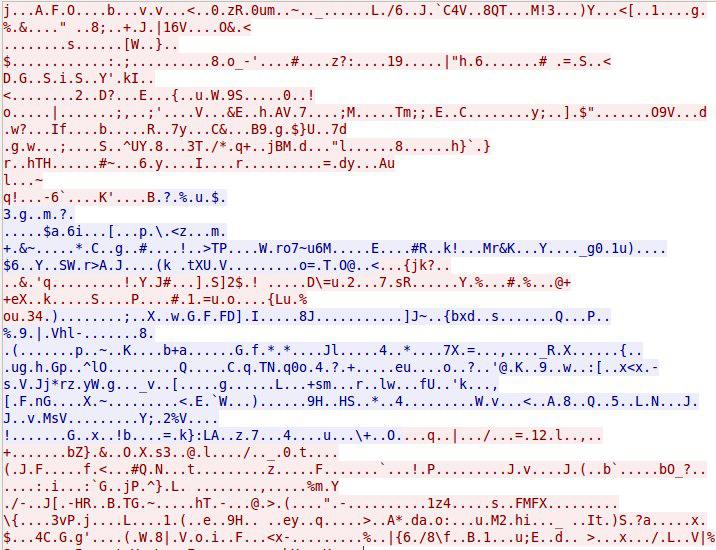 j...A.F.O....b...v.v...<..0.zR.0um..~.._......L./6..J.`C4V..8QT...M!3...)Y...<[..1....g.
%.&...." ..8;..+.J.|16V....O&.<
........s......[W..}..
$...........:.;..........8.o_-'....#....z?:....19.....|"h.6.......# .=.S..<
D.G..S.i.S..Y'.kI..
<........2..D?...E...{..u.W.9S.....0..!
o.....|.......;,..;'....V...&E..h.AV.7....;M.....Tm;;.E..C........y;..].$".......O9V...d
.w?...If....b.....R..7y...C&...B9.g.$}U..7d
.g.w...;....S..^UY.8...3T./*.q+..jBM.d..."l......8......h}`.}
r..hTH......#~...6.y....I....r..........=.dy...Au
l...~
q!...-6`....K'....B.?.%.u.$.
3.g..m.?.
.....$a.6i...[...p.\.<z...m.
+.&~.....*.C..g..#....!..>TP....W.ro7~u6M.....E....#R..k!...Mr&K...Y...._g0.1u)....
$6..Y..SW.r>A.J....(k .tXU.V.........o=.T.O@..<...{jk?..
..&.'q.........!.Y.J#...].S]2$.! .....D\=u.2...7.sR......Y.%...#.%...@+
+eX..k.....S....P....#.1.=u.o....{Lu.%
ou.34.)........;..X..w.G.F.FD].I.....8J...........]J~..{bxd..s.......Q...P..
%.9.|.Vhl-.......8.
.(.......p..~..K....b+a......G.f.*.*....Jl.....4..*....7X.=...,....._R.X......{..
.ug.h.Gp..^lO.........Q.....C.q.TN.q0o.4.?.+.....eu....o..?..'@.K..9..w..:[..x<x.-
s.V.Jj*rz.yW.g..._v..[.....g......L...+sm...r..lw...fU..'k...,
[.F.nG....X.~.........<.E.`W...)......9H..HS..*..4.........W.v...<..A.8..Q..5..L.N...J.
J..v.MsV.........Y;.2%V....
!.......G..x..!b....=.k}:LA..z.7...4....u...\+..O....q..|.../...=.12.l..,..
+.......bZ}.&..O.X.s3..@.l..../.._.0.t....
(.J.F.....f.<...#Q.N...t.........z.....F.......`...!.P.........J.v....J.(..b`.....bO_?..
....:.i...:`G..jP.^}.L. .......,.....%m.Y
./-..J[.-HR..B.TG.~.....hT.-...@.>.(....".-..........1z4.....s..FMFX.........
\{....3vP.j....L....1.(..e..9H.. ..ey..q.....>..A*.da.o:...u.M2.hi..._ ..It.)S.?a.....x.
$...4C.G.g'....(.W.8|.V.o.i..F...<x-.........%..|{6./8\f..B.1...u;E..d.. >...x.../.L..V|%